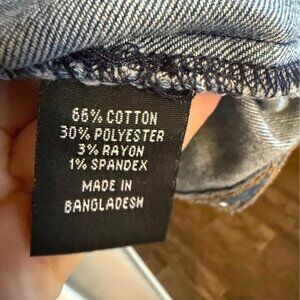 66% COTTON
30% POLYESTER
3% RAYON
1% SPANDEX
MADE IN
BANGLADESH